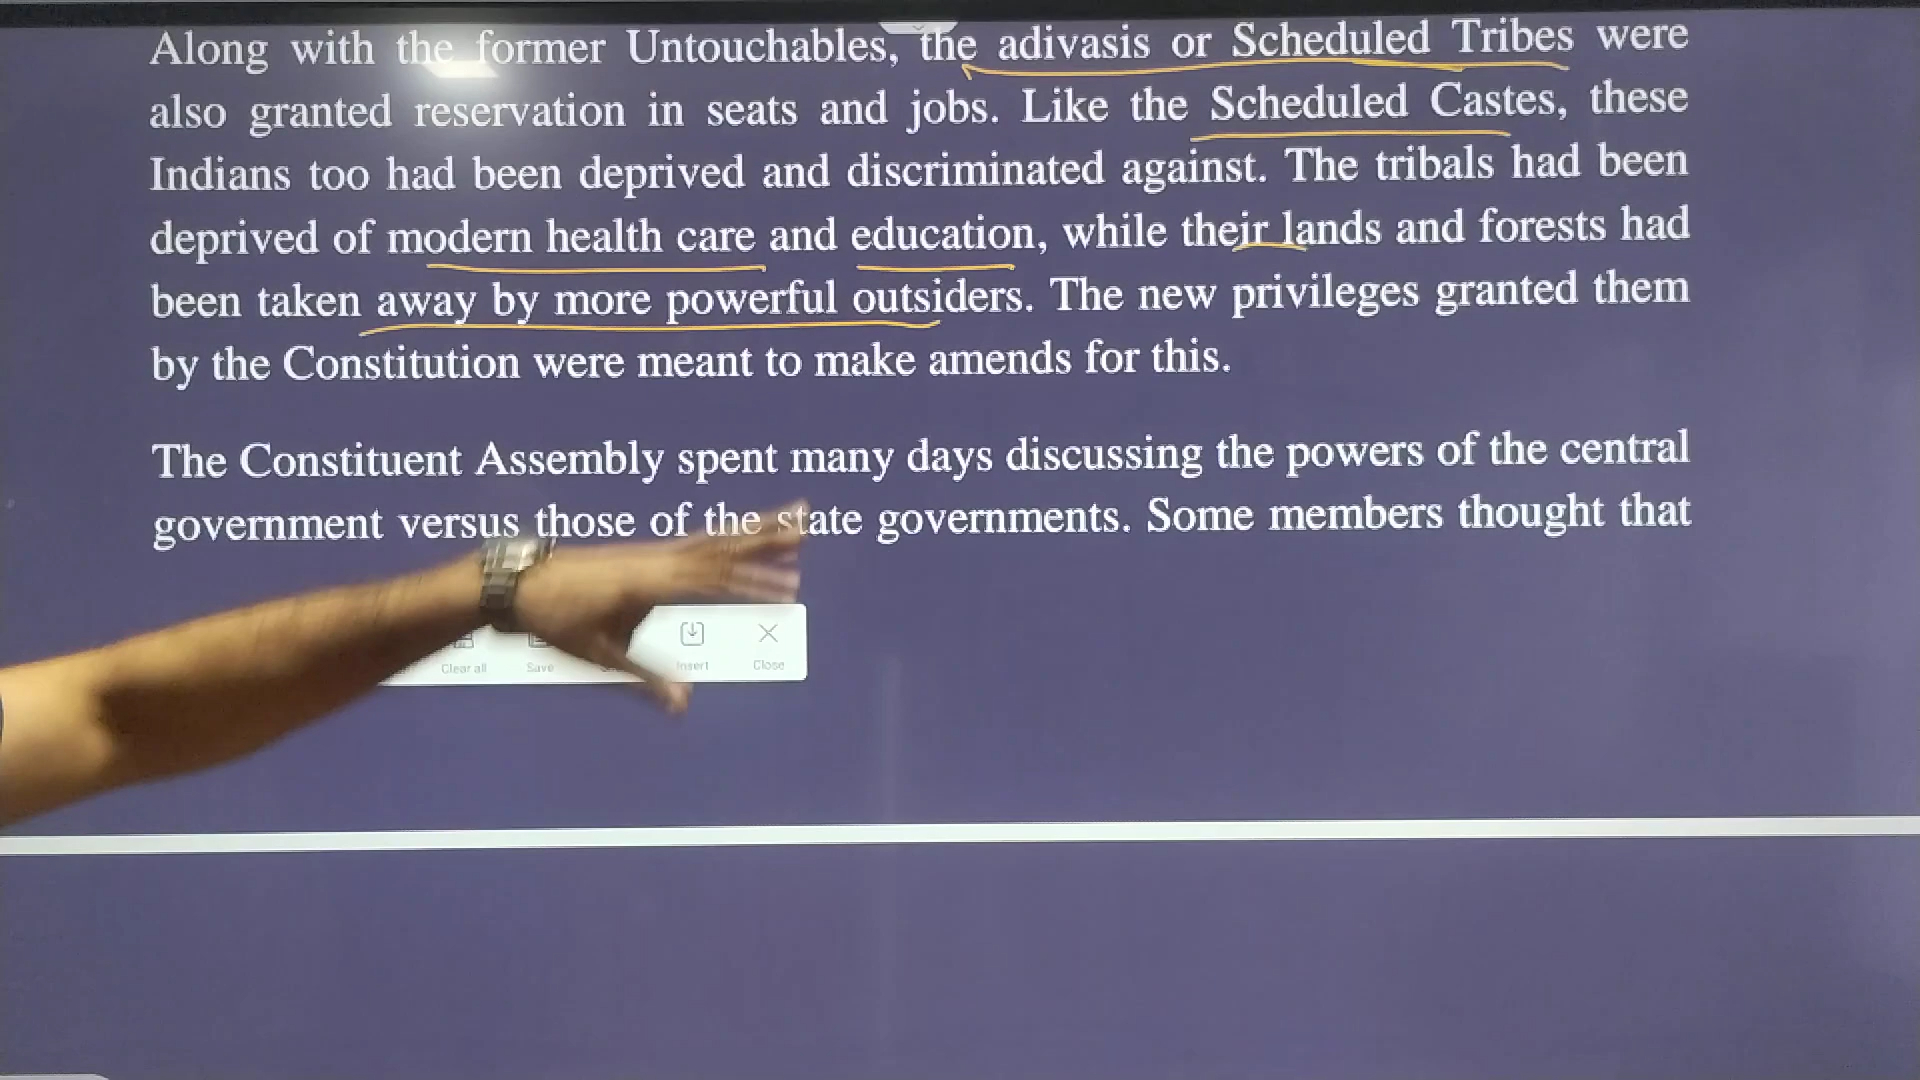 Along with the former Untouchables, the adivasis or Scheduled Tribes were
also granted reservation in seats and jobs. Like the Scheduled Castes, these
Indians too had been deprived and discriminated against. The tribals had been
deprived of modern health care and education, while their lands and forests had
been taken away by more powerful outsiders. The new privileges granted them
by the Constitution were meant to make amends for this.
The Constituent Assembly spent many days discussing the powers of the central
government versus those of the state governments. Some members thought that
Clear all Save Insert Close